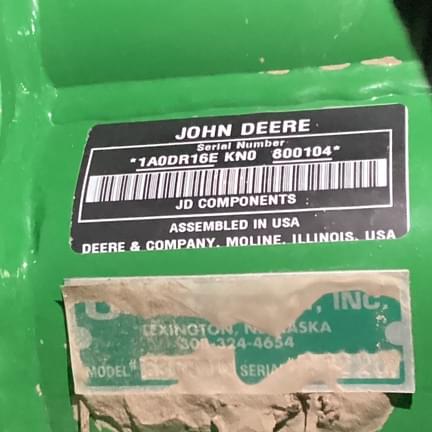 JOHN DEERE
Serial Number
*1A0DR16E KN0 600104*
JD COMPONENTS
ASSEMBLED IN USA
DEERE & COMPANY, MOLINE, ILLINOIS, USA
INC.
LEXINGTON, NEBRASKA
308-324-4654
MODEL# SERIAL